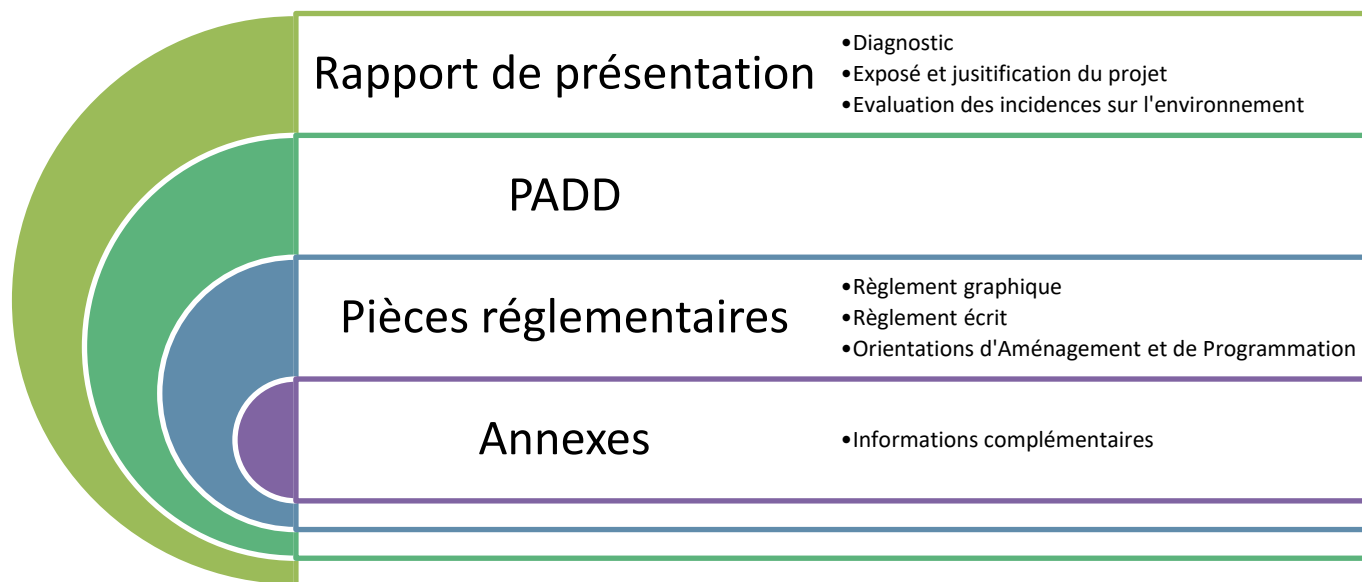 Rapport de présentation
•Diagnostic
•Exposé et jusitification du projet
•Evaluation des incidences sur l'environnement
PADD
Pièces réglementaires
•Règlement graphique
•Règlement écrit
•Orientations d'Aménagement et de Programmation
Annexes
•Informations complémentaires